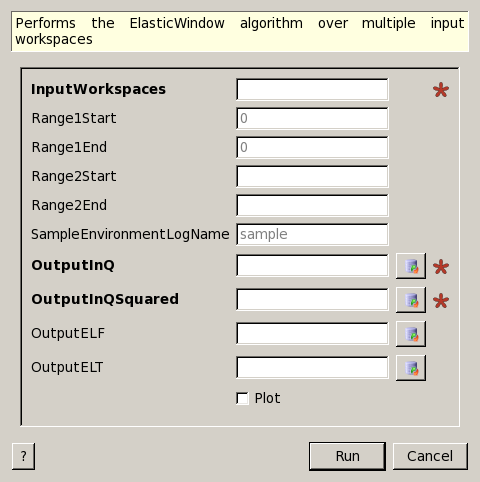 Performs the ElasticWindow algorithm over multiple input
workspaces
InputWorkspaces *
Range1Start 0
Range1End 0
Range2Start
Range2End
SampleEnvironmentLogName sample
OutputInQ *
OutputInQSquared *
OutputELF
OutputELT
Plot
? Run Cancel